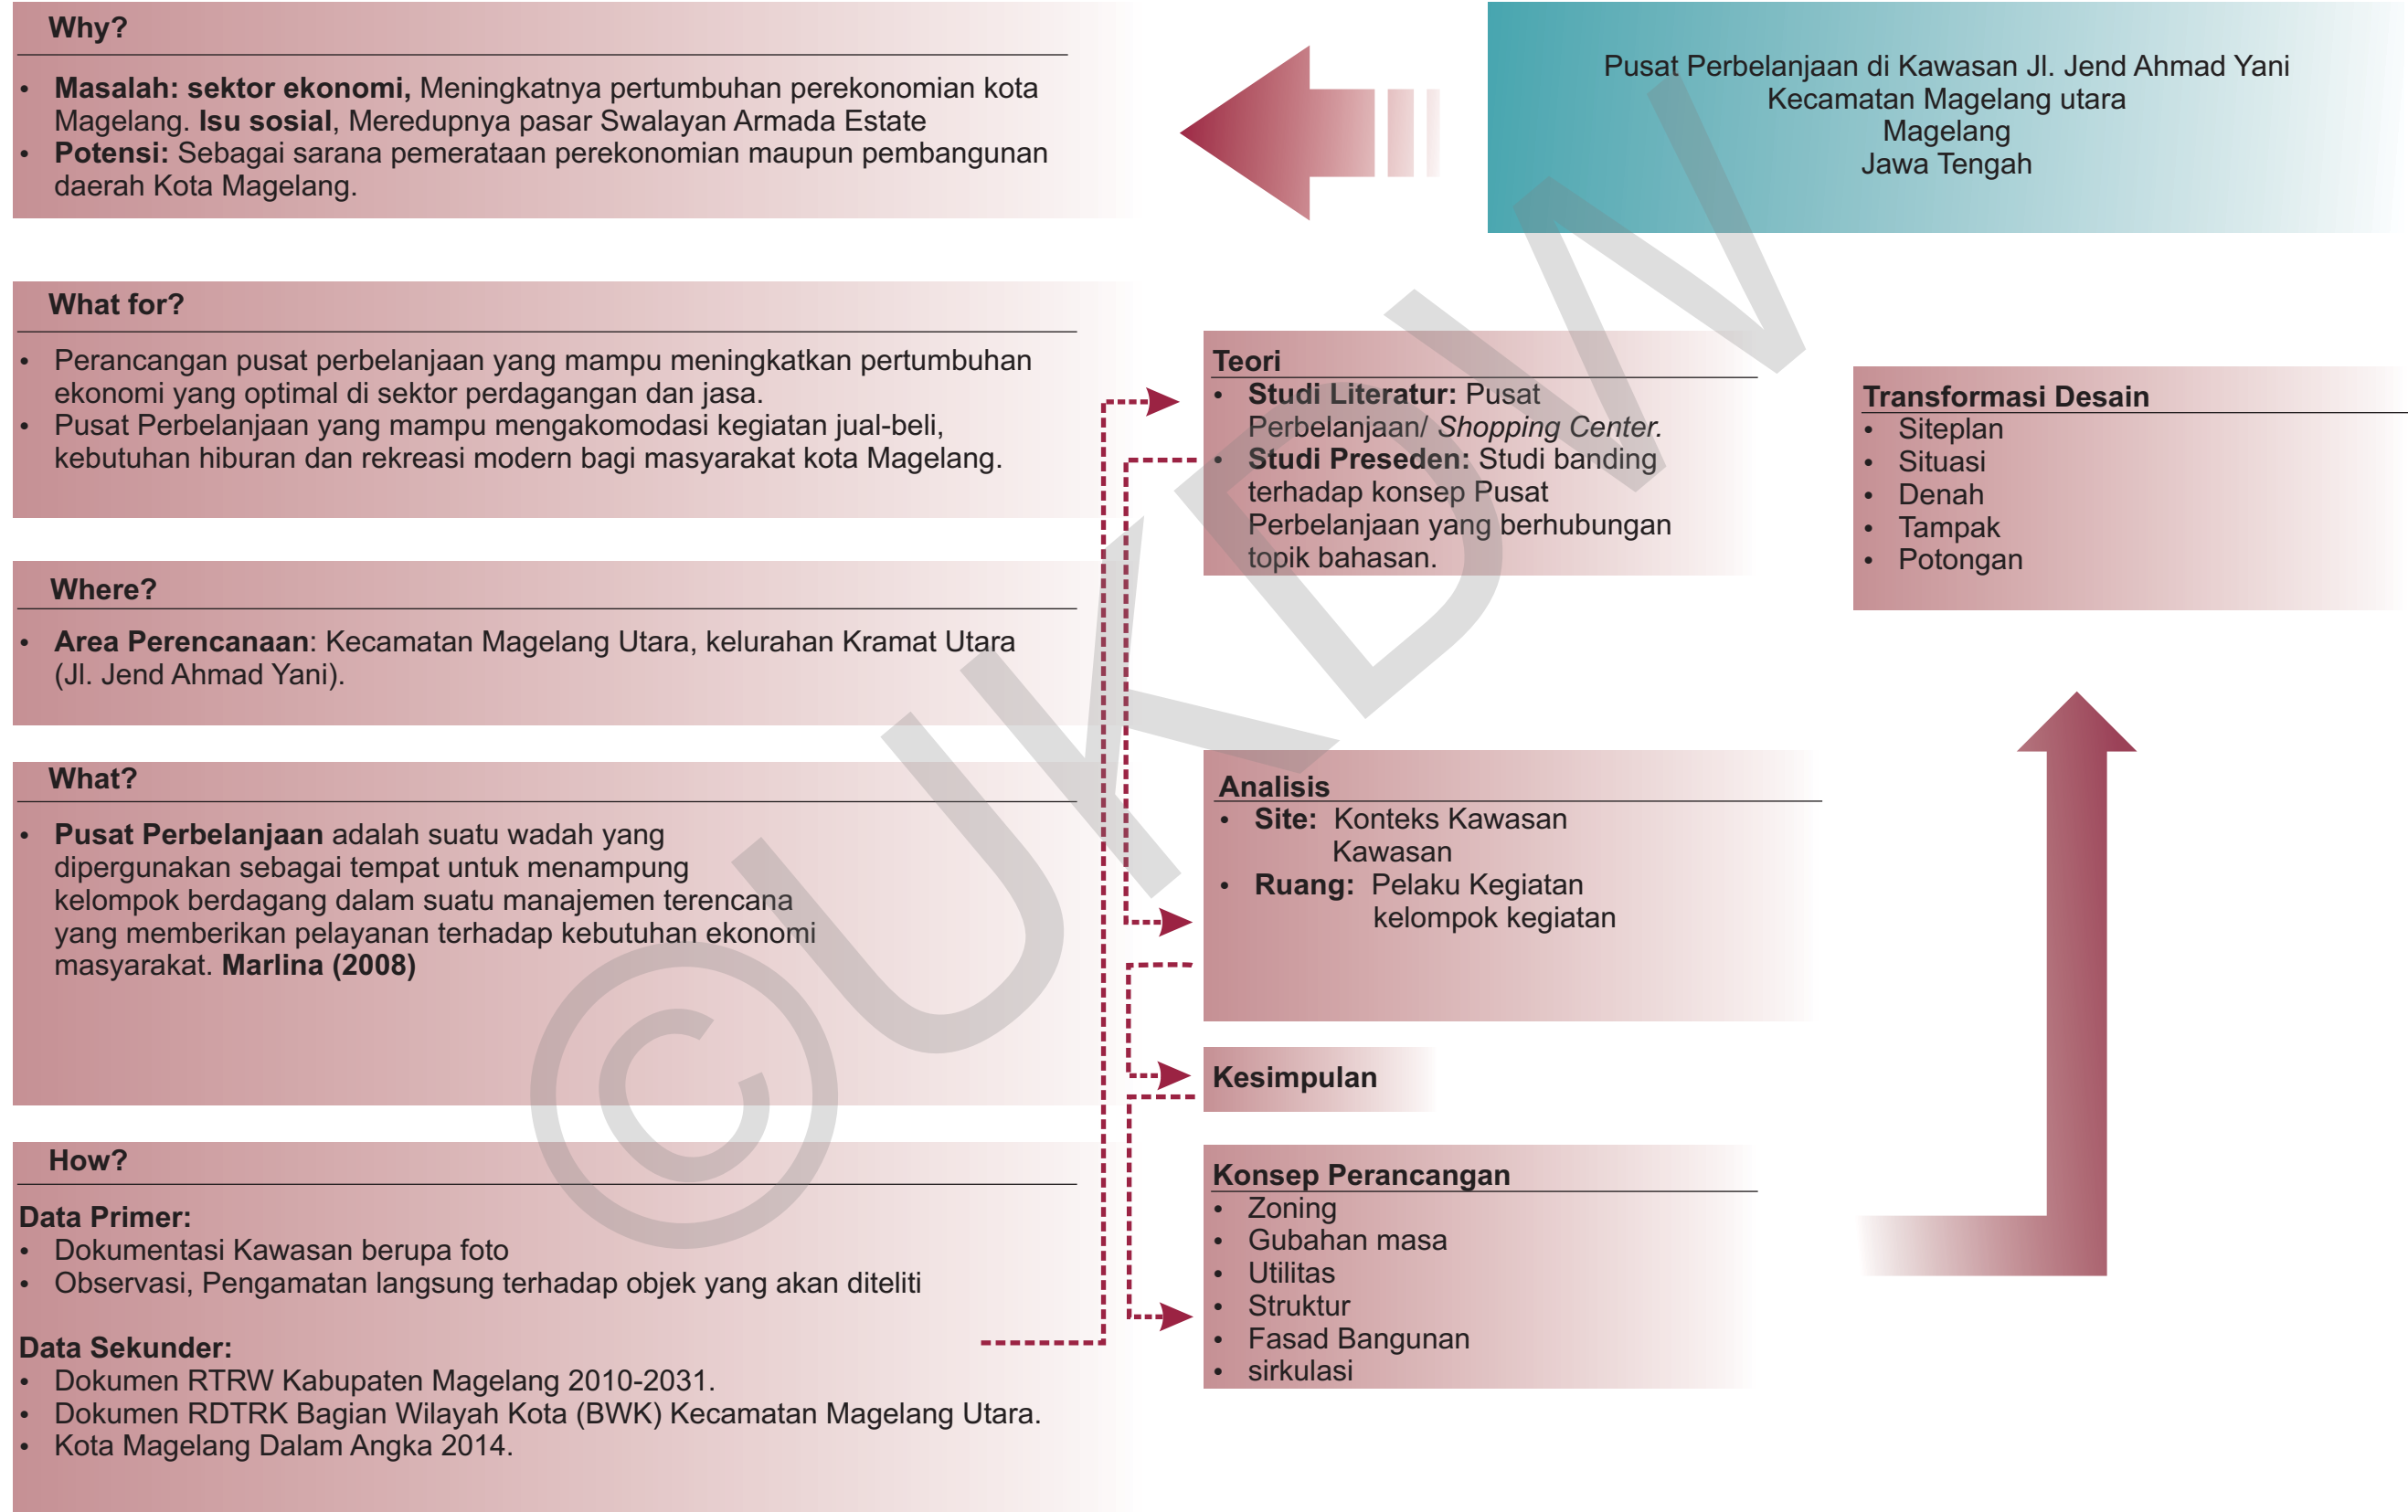 Pusat Perbelanjaan di Kawasan Jl. Jend Ahmad Yani
Kecamatan Magelang utara
Magelang
Jawa Tengah
Why?
• Masalah: sektor ekonomi, Meningkatnya pertumbuhan perekonomian kota
Magelang. Isu sosial, Meredupnya pasar Swalayan Armada Estate
• Potensi: Sebagai sarana pemerataan perekonomian maupun pembangunan
daerah Kota Magelang.
What for?
• Perancangan pusat perbelanjaan yang mampu meningkatkan pertumbuhan
ekonomi yang optimal di sektor perdagangan dan jasa.
• Pusat Perbelanjaan yang mampu mengakomodasi kegiatan jual-beli,
kebutuhan hiburan dan rekreasi modern bagi masyarakat kota Magelang.
Where?
• Area Perencanaan: Kecamatan Magelang Utara, kelurahan Kramat Utara
(Jl. Jend Ahmad Yani).
What?
• Pusat Perbelanjaan adalah suatu wadah yang
dipergunakan sebagai tempat untuk menampung
kelompok berdagang dalam suatu manajemen terencana
yang memberikan pelayanan terhadap kebutuhan ekonomi
masyarakat. Marlina (2008)
How?
Data Primer:
• Dokumentasi Kawasan berupa foto
• Observasi, Pengamatan langsung terhadap objek yang akan diteliti
Data Sekunder:
• Dokumen RTRW Kabupaten Magelang 2010-2031.
• Dokumen RDTRK Bagian Wilayah Kota (BWK) Kecamatan Magelang Utara.
• Kota Magelang Dalam Angka 2014.
Teori
• Studi Literatur: Pusat
Perbelanjaan/ Shopping Center.
• Studi Preseden: Studi banding
terhadap konsep Pusat
Perbelanjaan yang berhubungan
topik bahasan.
Analisis
• Site: Konteks Kawasan
Kawasan
• Ruang: Pelaku Kegiatan
kelompok kegiatan
Kesimpulan
Konsep Perancangan
• Zoning
• Gubahan masa
• Utilitas
• Struktur
• Fasad Bangunan
• sirkulasi
Transformasi Desain
• Siteplan
• Situasi
• Denah
• Tampak
• Potongan
©UKDW